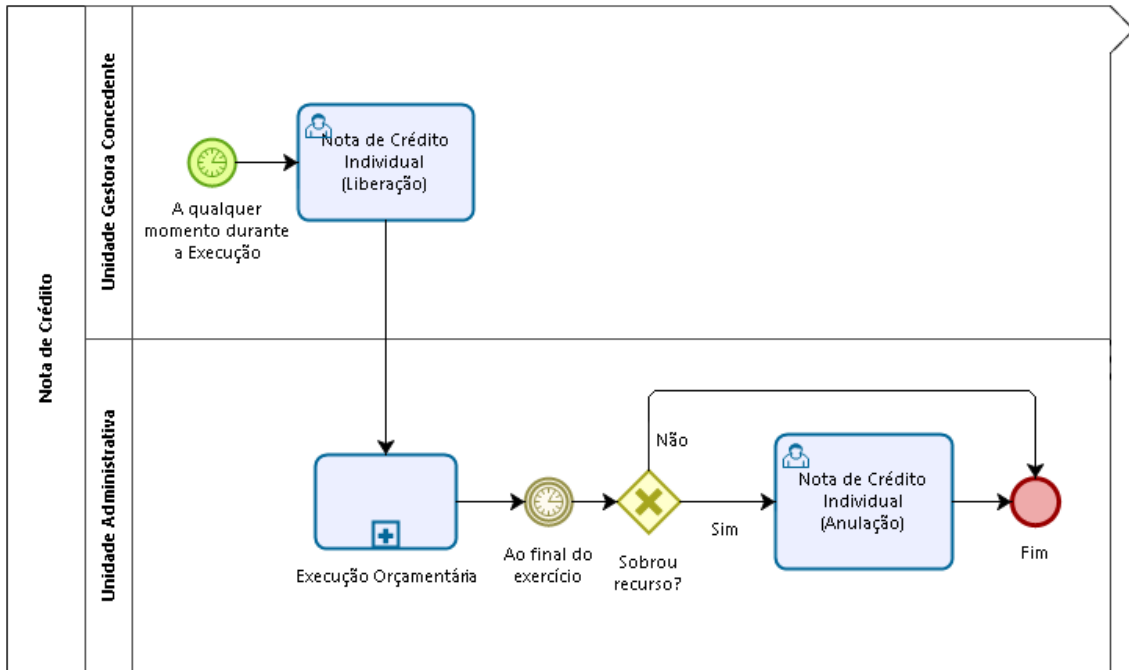 Nota de Crédito
Unidade Gestora Concedente
A qualquer
momento durante
a Execução
Nota de Crédito
Individual
(Liberação)
Unidade Administrativa
Execução Orçamentária
Ao final do
exercício
Sobrou
recurso?
Não
Sim
Nota de Crédito
Individual
(Anulação)
Fim